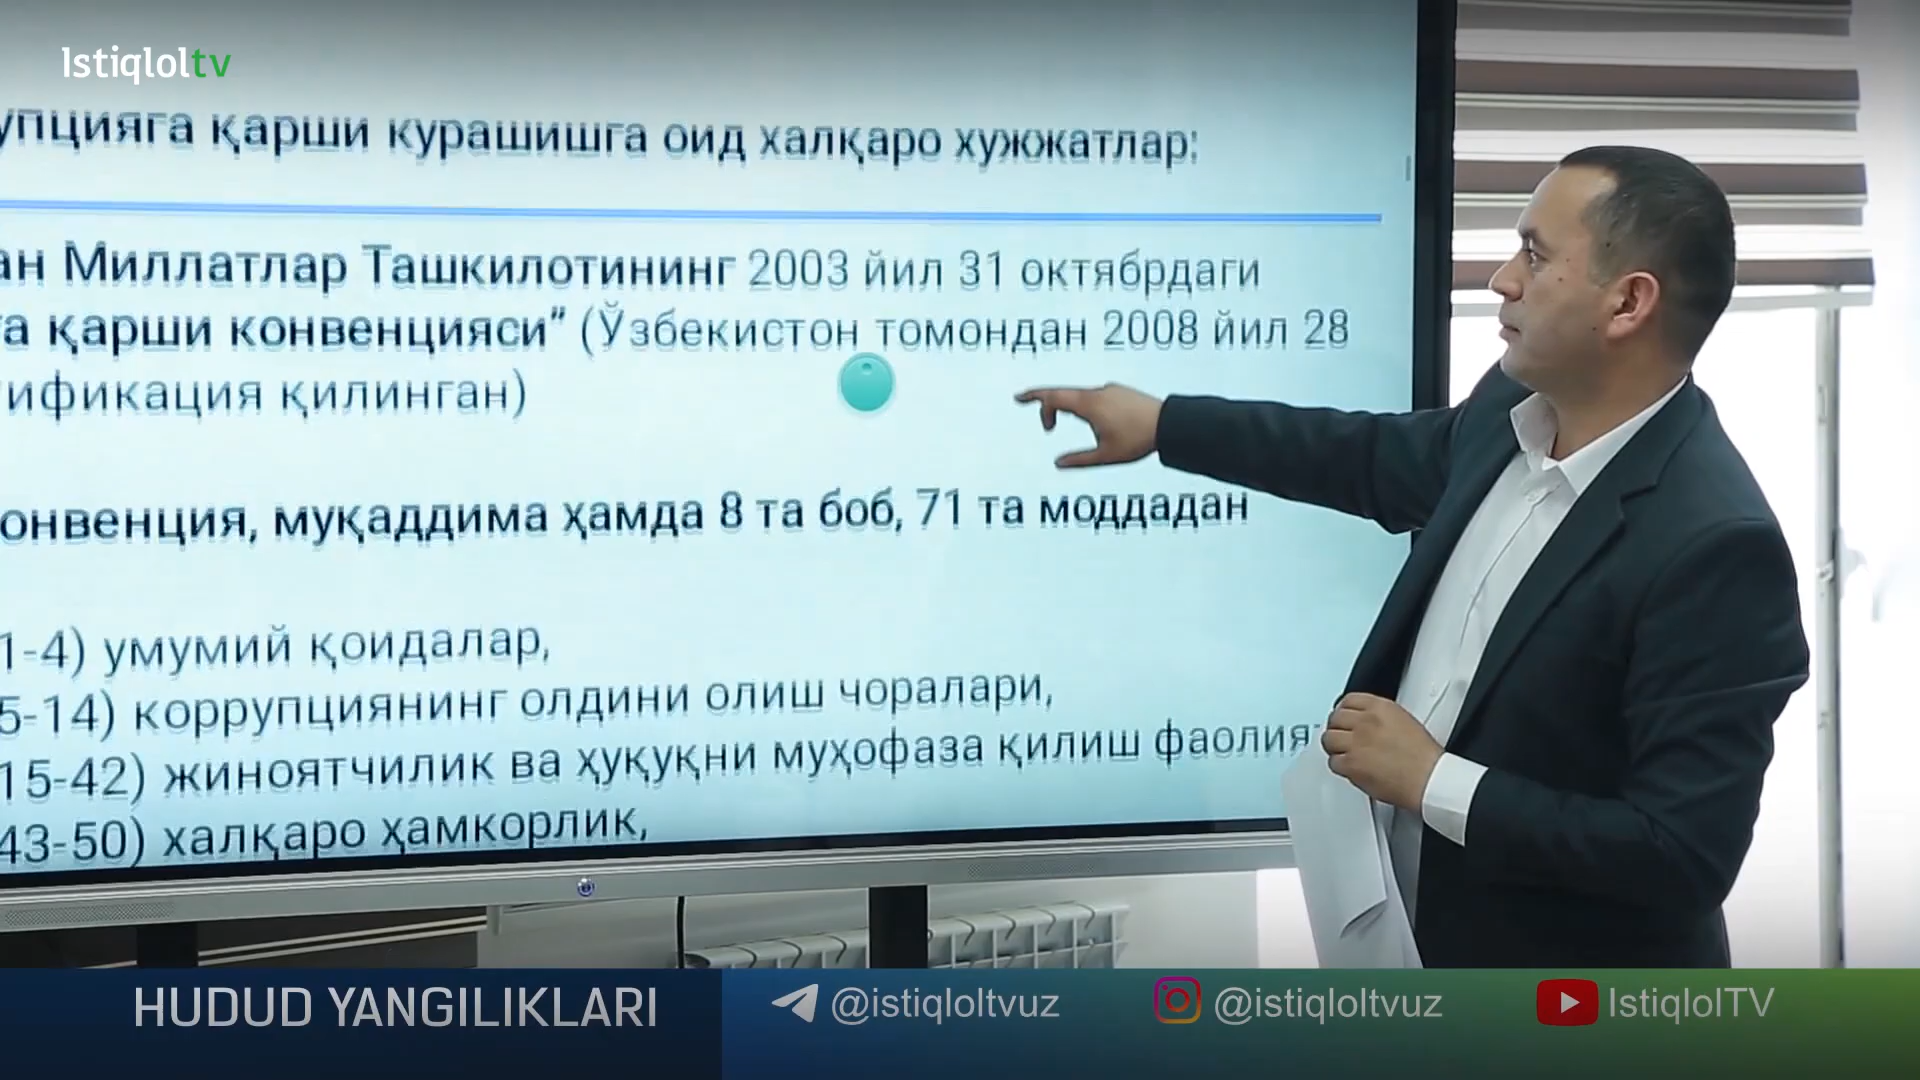 Istiqloltv
упцияга қарши курашишга оид халқаро хужжатлар:
ан Миллатлар Ташкилотининг 2003 йил 31 октябрдаги
га қарши конвенцияси” (Ўзбекистон томондан 2008 йил 28
ификация қилинган)
онвенция, муқаддима ҳамда 8 та боб, 71 та моддадан
1-4) умумий қоидалар,
5-14) коррупциянинг олдини олиш чоралари,
15-42) жиноятчилик ва ҳуқуқни муҳофаза қилиш фаолия
43-50) халқаро ҳамкорлик,
HUDUD YANGILIKLARI
@istiqloltvuz
@istiqloltvuz
IstiqlolTV